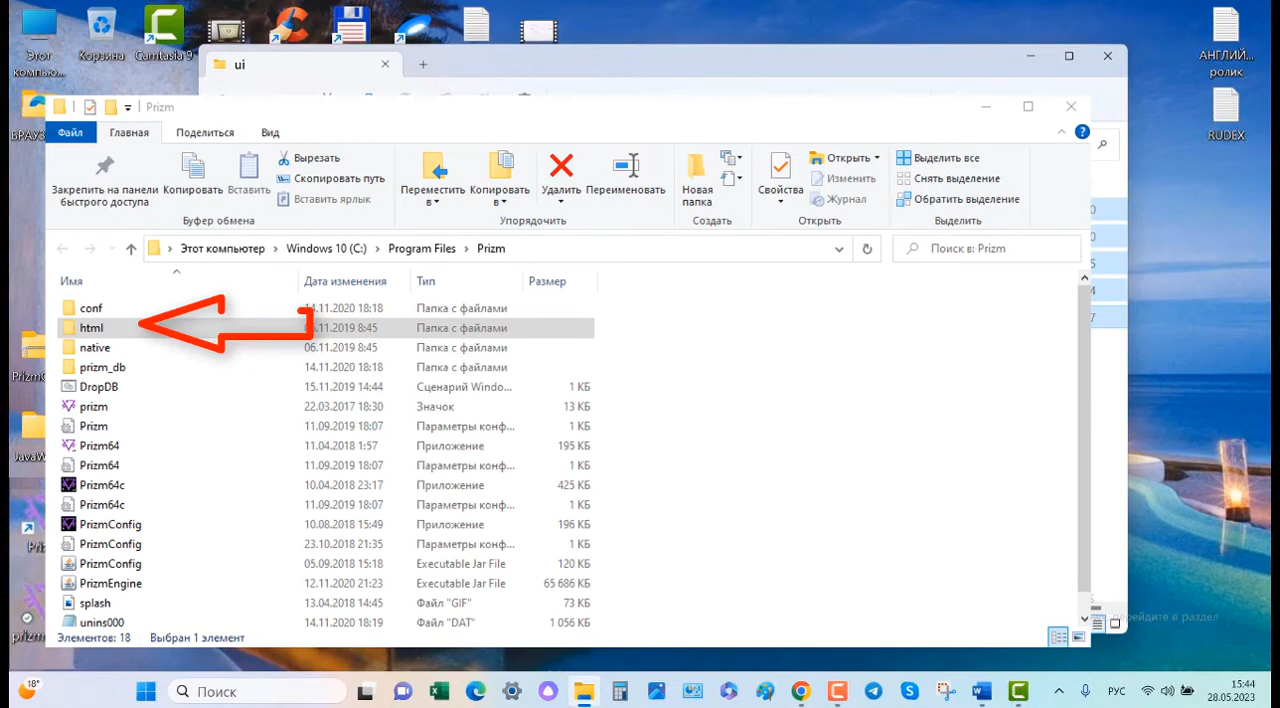 Этот компью...
Корзина
Camtasia 9
АНГЛИЙ... ролик
RUDEX
ui
Prizm
Файл
Главная
Поделиться
Вид
Закрепить на панели быстрого доступа
Копировать
Вставить
Вырезать
Скопировать путь
Вставить ярлык
Буфер обмена
Переместить в
Копировать в
Удалить
Переименовать
Упорядочить
Новая папка
Создать
Свойства
Открыть
Изменить
Журнал
Открыть
Выделить все
Снять выделение
Обратить выделение
Выделить
Этот компьютер > Windows 10 (C:) > Program Files > Prizm
Поиск в: Prizm
Имя Дата изменения Тип Размер
conf 14.11.2020 18:18 Папка с файлами
html 06.11.2019 8:45 Папка с файлами
native 06.11.2019 8:45 Папка с файлами
prizm_db 14.11.2020 18:18 Папка с файлами
DropDB 15.11.2019 14:44 Сценарий Windo... 1 КБ
prizm 22.03.2017 18:30 Значок 13 КБ
Prizm 11.09.2019 18:07 Параметры конф... 1 КБ
Prizm64 11.04.2018 1:57 Приложение 195 КБ
Prizm64 11.09.2019 18:07 Параметры конф... 1 КБ
Prizm64c 10.04.2018 23:17 Приложение 425 КБ
Prizm64c 11.09.2019 18:07 Параметры конф... 1 КБ
PrizmConfig 10.08.2018 15:49 Приложение 196 КБ
PrizmConfig 23.10.2018 21:35 Параметры конф... 1 КБ
PrizmConfig 05.09.2018 15:18 Executable Jar File 120 КБ
PrizmEngine 12.11.2020 21:23 Executable Jar File 65 686 КБ
splash 13.04.2018 14:45 Файл "GIF" 73 КБ
unins000 14.11.2020 18:19 Файл "DAT" 1 056 КБ
Элементов: 18 Выбран 1 элемент
18°
Поиск
РУС
15:44
28.05.2023